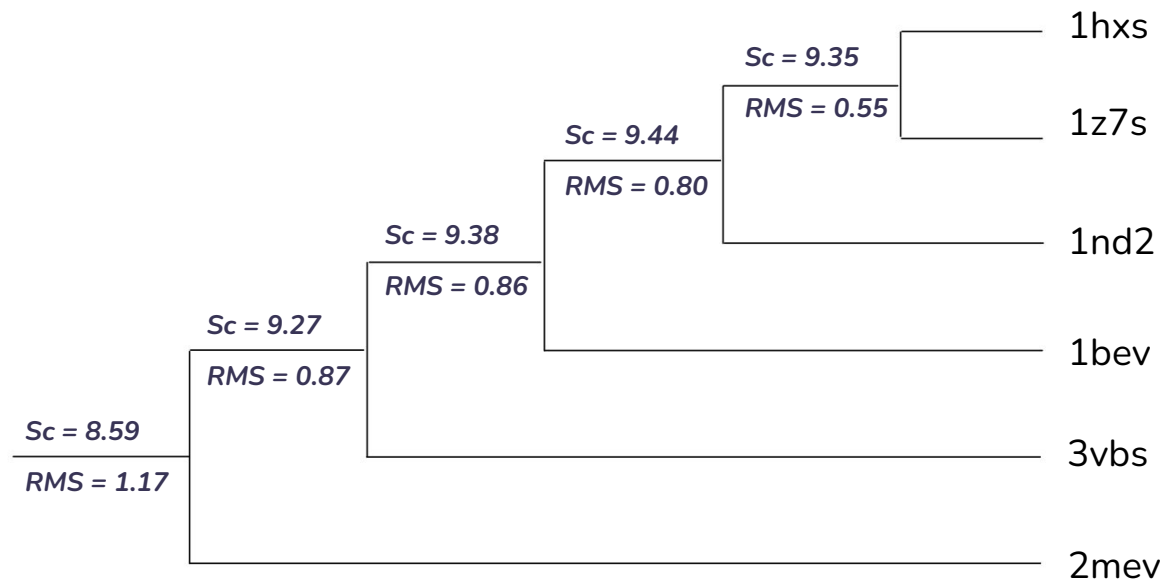 1hxs
Sc = 9.35
RMS = 0.55
1z7s
Sc = 9.44
RMS = 0.80
1nd2
Sc = 9.38
RMS = 0.86
1bev
Sc = 9.27
RMS = 0.87
3vbs
Sc = 8.59
RMS = 1.17
2mev